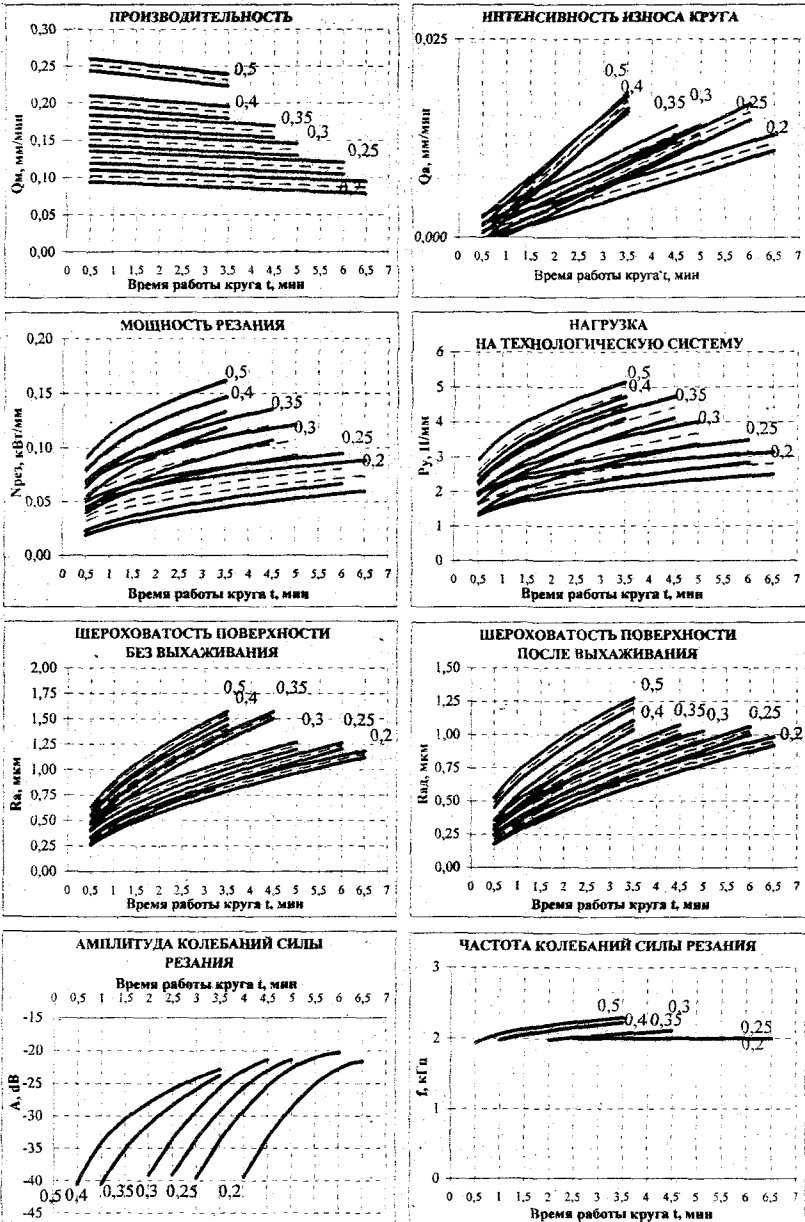 ПРОИЗВОДИТЕЛЬНОСТЬ
0,30
0,25
0,20
0,15
0,10
0,05
0,00
Qм, мм/мин
0,5
0,4
0,35
0,3
0,25
0,2
0 0,5 1 1,5 2 2,5 3 3,5 4 4,5 5 5,5 6 6,5 7
Время работы круга t, мин
ИНТЕНСИВНОСТЬ ИЗНОСА КРУГА
0,025
0,000
Qа, мм/мин
0,5
0,4
0,35
0,3
0,25
0,2
0 0,5 1 1,5 2 2,5 3 3,5 4 4,5 5 5,5 6 6,5 7
Время работы круга t, мин
МОЩНОСТЬ РЕЗАНИЯ
0,20
0,15
0,10
0,05
0,00
Nрез, кВт/мм
0,5
0,4
0,35
0,3
0,25
0,2
0 0,5 1 1,5 2 2,5 3 3,5 4 4,5 5 5,5 6 6,5 7
Время работы круга t, мин
НАГРУЗКА
НА ТЕХНОЛОГИЧЕСКУЮ СИСТЕМУ
6
5
4
3
2
1
0
Ру, Н/мм
0,5
0,4
0,35
0,3
0,25
0,2
0 0,5 1 1,5 2 2,5 3 3,5 4 4,5 5 5,5 6 6,5 7
Время работы круга t, мин
ШЕРОХОВАТОСТЬ ПОВЕРХНОСТИ
БЕЗ ВЫХАЖИВАНИЯ
2,00
1,75
1,50
1,25
1,00
0,75
0,50
0,25
0,00
Ra, мкм
0,5
0,4
0,35
0,3
0,25
0,2
0 0,5 1 1,5 2 2,5 3 3,5 4 4,5 5 5,5 6 6,5 7
Время работы круга t, мин
ШЕРОХОВАТОСТЬ ПОВЕРХНОСТИ
ПОСЛЕ ВЫХАЖИВАНИЯ
1,50
1,25
1,00
0,75
0,50
0,25
0,00
Rад, мкм
0,5
0,4
0,35
0,3
0,25
0,2
0 0,5 1 1,5 2 2,5 3 3,5 4 4,5 5 5,5 6 6,5 7
Время работы круга t, мин
АМПЛИТУДА КОЛЕБАНИЙ СИЛЫ
РЕЗАНИЯ
Время работы круга t, мин
0 0,5 1 1,5 2 2,5 3 3,5 4 4,5 5 5,5 6 6,5 7
-15
-20
-25
-30
-35
-40
-45
A, dB
0,5
0,4
0,35
0,3
0,25
0,2
ЧАСТОТА КОЛЕБАНИЙ СИЛЫ РЕЗАНИЯ
3
2
1
0
f, кГц
0,5
0,3
0,4
0,35
0,25
0,2
0 0,5 1 1,5 2 2,5 3 3,5 4 4,5 5 5,5 6 6,5 7
Время работы круга t, мин